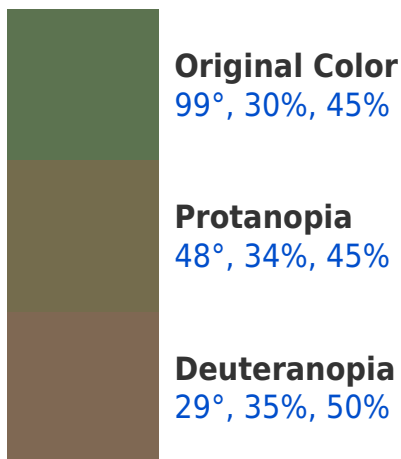 Original Color
99°, 30%, 45%
Protanopia
48°, 34%, 45%
Deuteranopia
29°, 35%, 50%